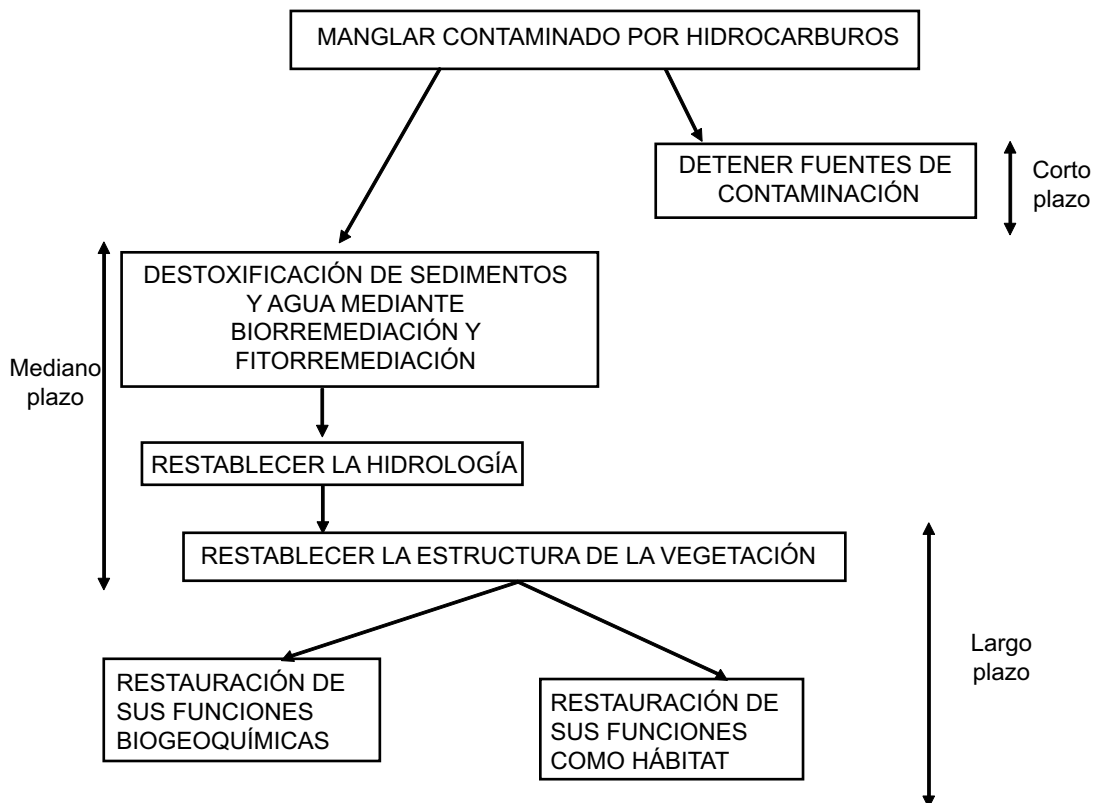 MANGLAR CONTAMINADO POR HIDROCARBUROS
DETENER FUENTES DE
CONTAMINACIÓN
Corto
plazo
DESTOXIFICACIÓN DE SEDIMENTOS
Y AGUA MEDIANTE
BIORREMEDIACIÓN Y
FITORREMEDIACIÓN
Mediano
plazo
RESTABLECER LA HIDROLOGÍA
RESTABLECER LA ESTRUCTURA DE LA VEGETACIÓN
Largo
plazo
RESTAURACIÓN DE
SUS FUNCIONES
BIOGEOQUÍMICAS
RESTAURACIÓN DE
SUS FUNCIONES
COMO HÁBITAT